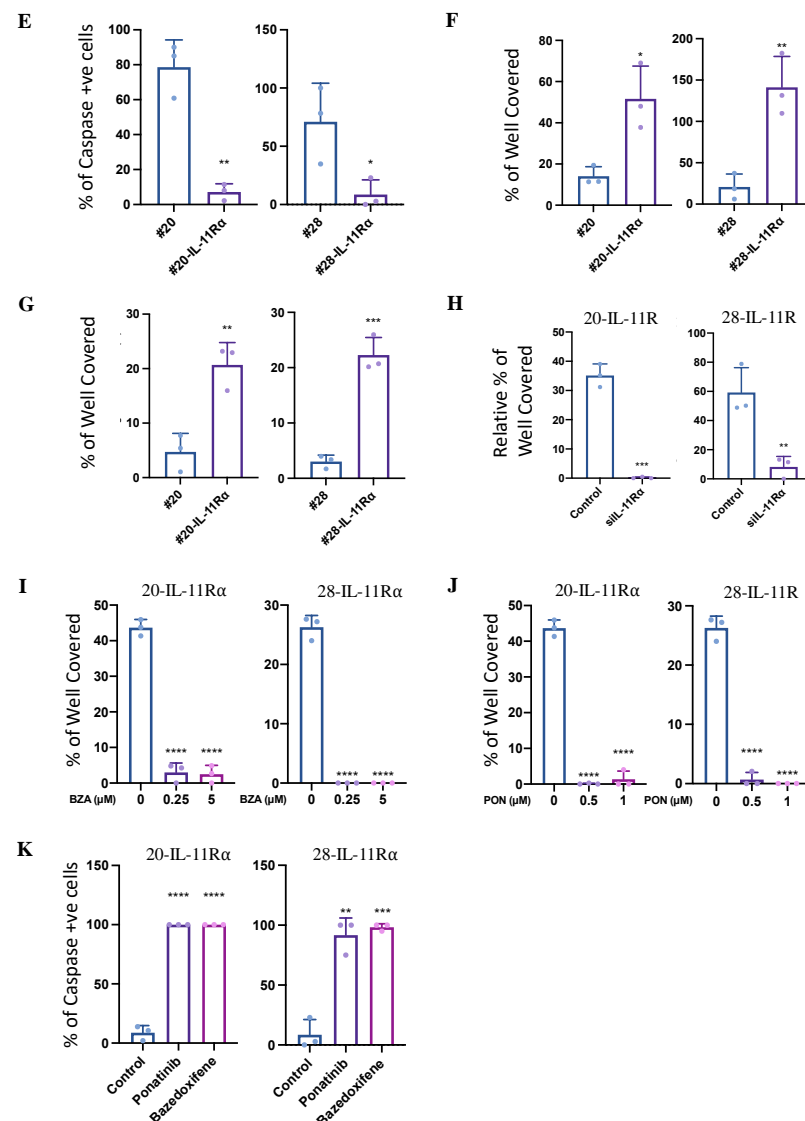 E
% of Caspase +ve cells
100
80
60
40
20
0
**
#20
#20-IL-11Rα
150
100
50
0
*
#28
#28-IL-11Rα
F
% of Well Covered
80
60
40
20
0
*
#20
#20-IL-11Rα
200
150
100
50
0
**
#28
#28-IL-11Rα
G
% of Well Covered
30
20
10
0
**
#20
#20-IL-11Rα
30
20
10
0
***
#28
#28-IL-11Rα
H
20-IL-11R
Relative % of
Well Covered
50
40
30
20
10
0
***
Control
siIL-11Rα
28-IL-11R
100
80
60
40
20
0
**
Control
siIL-11Rα
I
20-IL-11Rα
% of Well Covered
50
40
30
20
10
0
**** ****
BZA (μM) 0 0.25 5
28-IL-11Rα
30
20
10
0
**** ****
BZA (μM) 0 0.25 5
J
20-IL-11Rα
% of Well Covered
50
40
30
20
10
0
**** ****
PON (μM) 0 0.5 1
28-IL-11R
30
20
10
0
**** ****
PON (μM) 0 0.5 1
K
20-IL-11Rα
% of Caspase +ve cells
150
100
50
0
**** ****
Control
Ponatinib
Bazedoxifene
28-IL-11Rα
150
100
50
0
** ***
Control
Ponatinib
Bazedoxifene